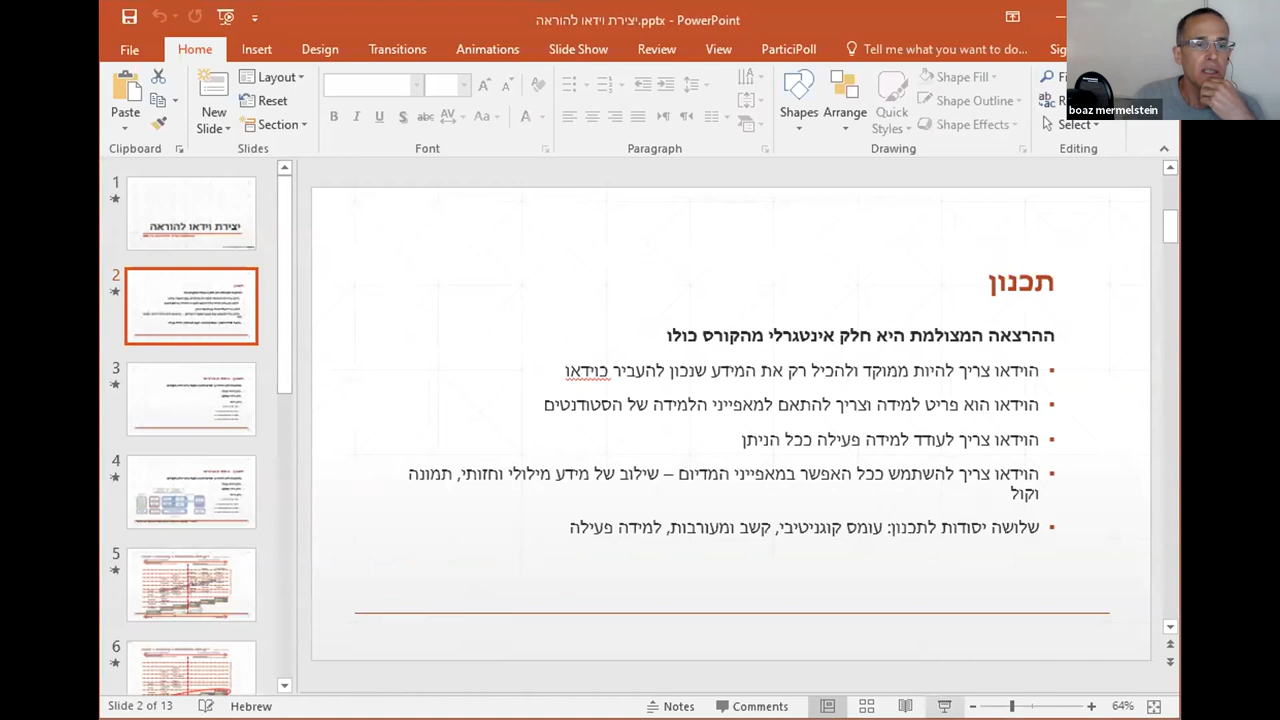 יצירת וידאו להוראה.pptx - PowerPoint
File Home Insert Design Transitions Animations Slide Show Review View ParticiPoll Tell me what you want to do...
boaz mermelstein
Paste
New Slide
Layout
Reset
Section
Shapes
Arrange
Quick Styles
Shape Fill
Shape Outline
Shape Effects
Select
Clipboard Slides Font Paragraph Drawing Editing
1
יצירת וידאו להוראה
2
3
4
5
6
תכנון
ההרצאה המצולמת היא חלק אינטגרלי מהקורס כולו
הוידאו צריך להיות ממוקד ולהכיל רק את המידע שנכון להעביר כוידאו
הוידאו הוא פריט למידה וצריך להתאם למאפייני הלמידה של הסטודנטים
הוידאו צריך לעודד למידה פעילה ככל הניתן
הוידאו צריך להשתמש ככל האפשר במאפייני המדיום – שילוב של מידע מילולי וחזותי, תמונה
וקול
שלושה יסודות לתכנון: עומס קוגניטיבי, קשב ומעורבות, למידה פעילה
Slide 2 of 13 Hebrew Notes Comments 64%